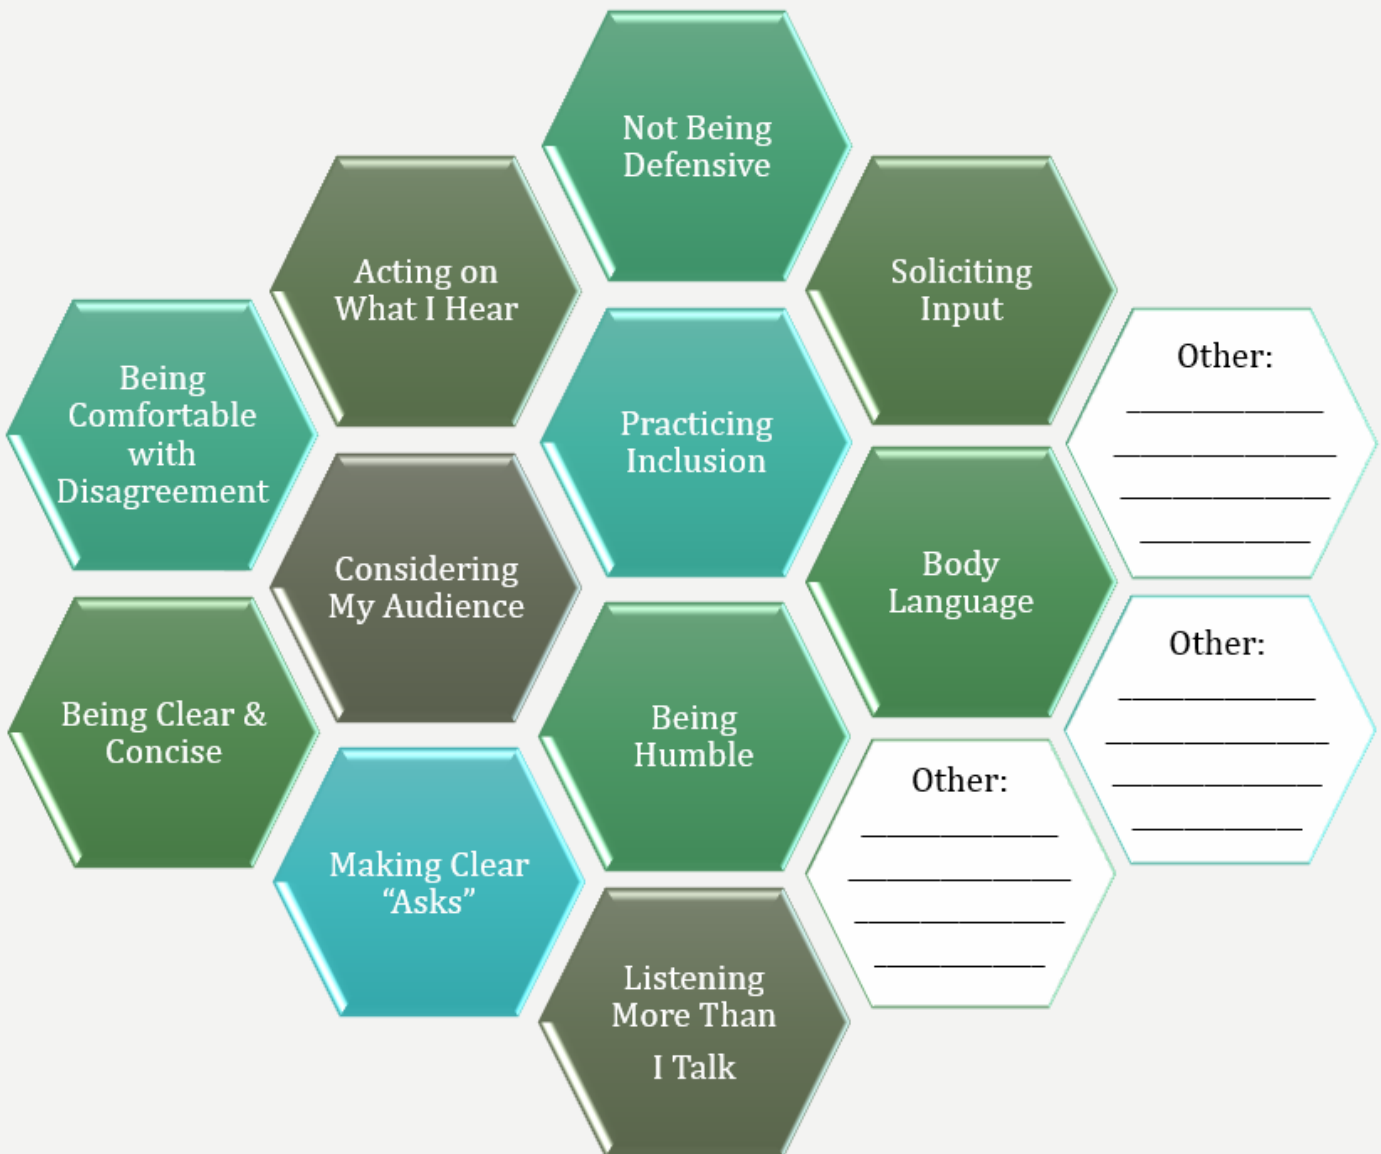 Not Being
Defensive
Acting on
What I Hear
Soliciting
Input
Being
Comfortable
with
Disagreement
Practicing
Inclusion
Other:
Considering
My Audience
Body
Language
Other:
Being Clear &
Concise
Being
Humble
Other:
Making Clear
“Asks”
Listening
More Than
I Talk